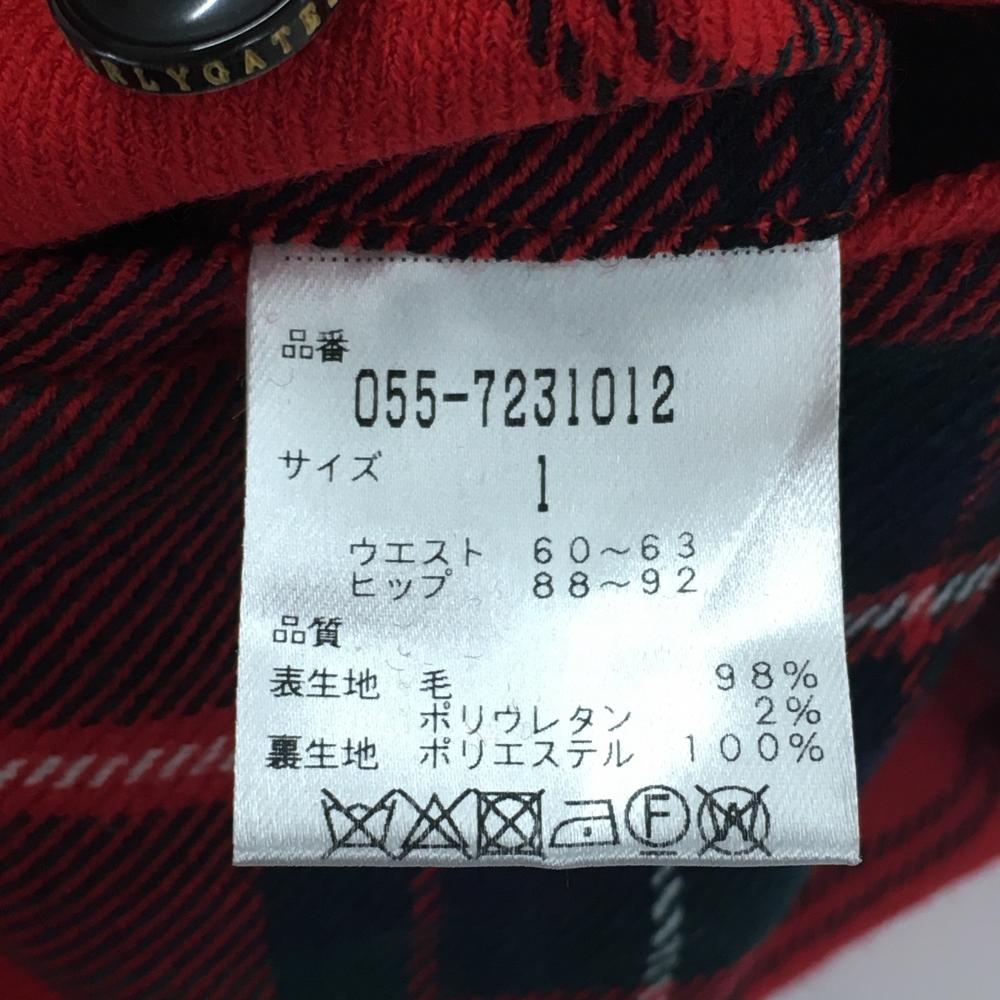 RLYGATE
品番
055-7231012
サイズ 1
ウエスト 60～63
ヒップ 88～92
品質
表生地 毛 98%
ポリウレタン 2%
裏生地 ポリエステル 100%
F W